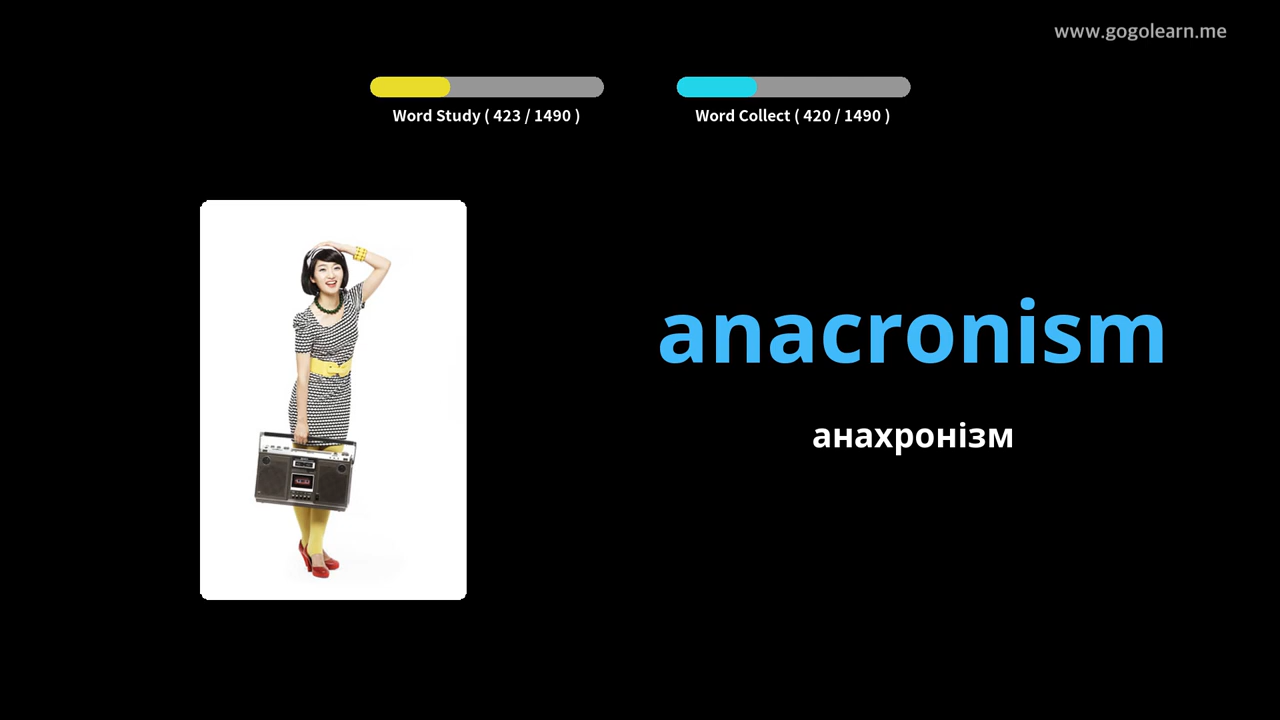 www.gogolearn.me
Word Study ( 423 / 1490 )
Word Collect ( 420 / 1490 )
anacronism
анахронізм